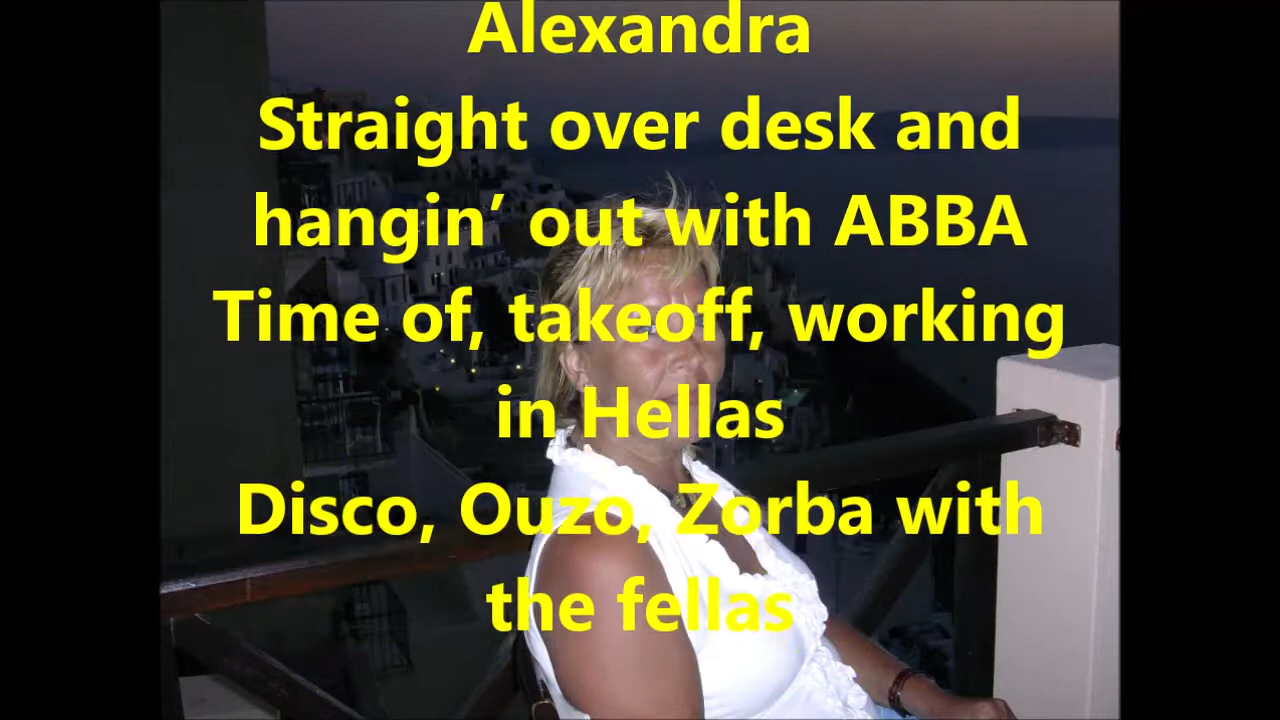 Alexandra
Straight over desk and
hangin’ out with ABBA
Time of, takeoff, working
in Hellas
Disco, Ouzo, Zorba with
the fellas